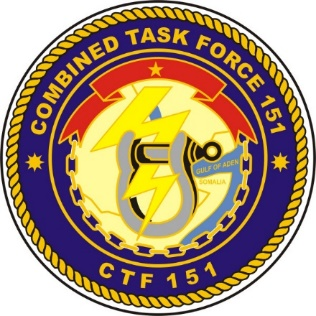 COMBINED TASK FORCE 151
GULF OF ADEN
SOMALIA
CTF 151